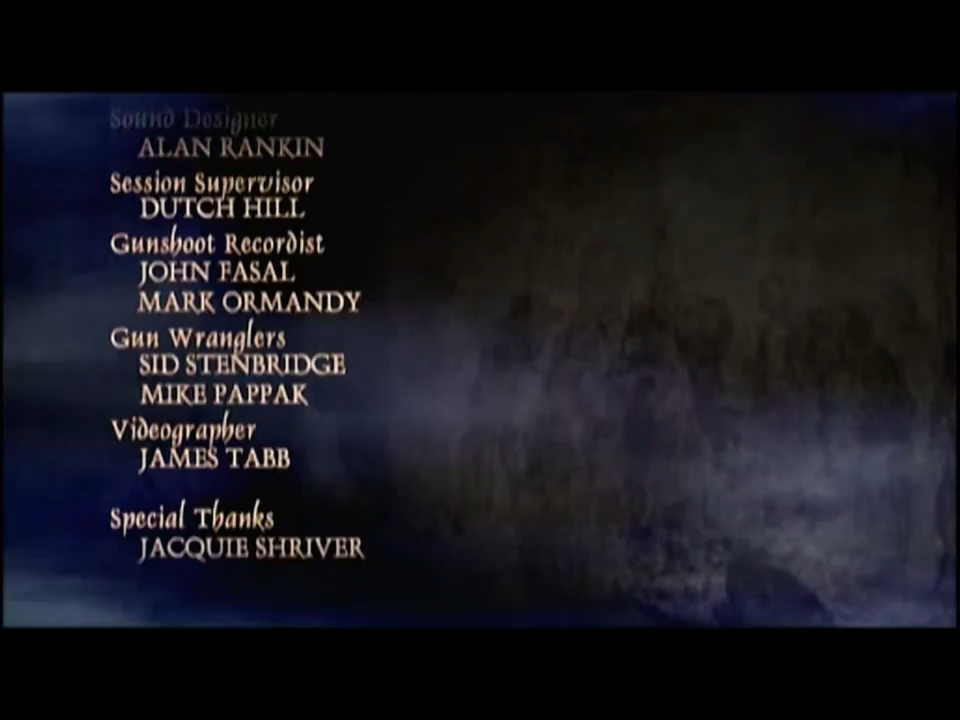 Sound Designer
ALAN RANKIN
Session Supervisor
DUTCH HILL
Gunshoot Recordist
JOHN FASAL
MARK ORMANDY
Gun Wranglers
SID STENBRIDGE
MIKE PAPPAK
Videographer
JAMES TABB
Special Thanks
JACQUIE SHRIVER